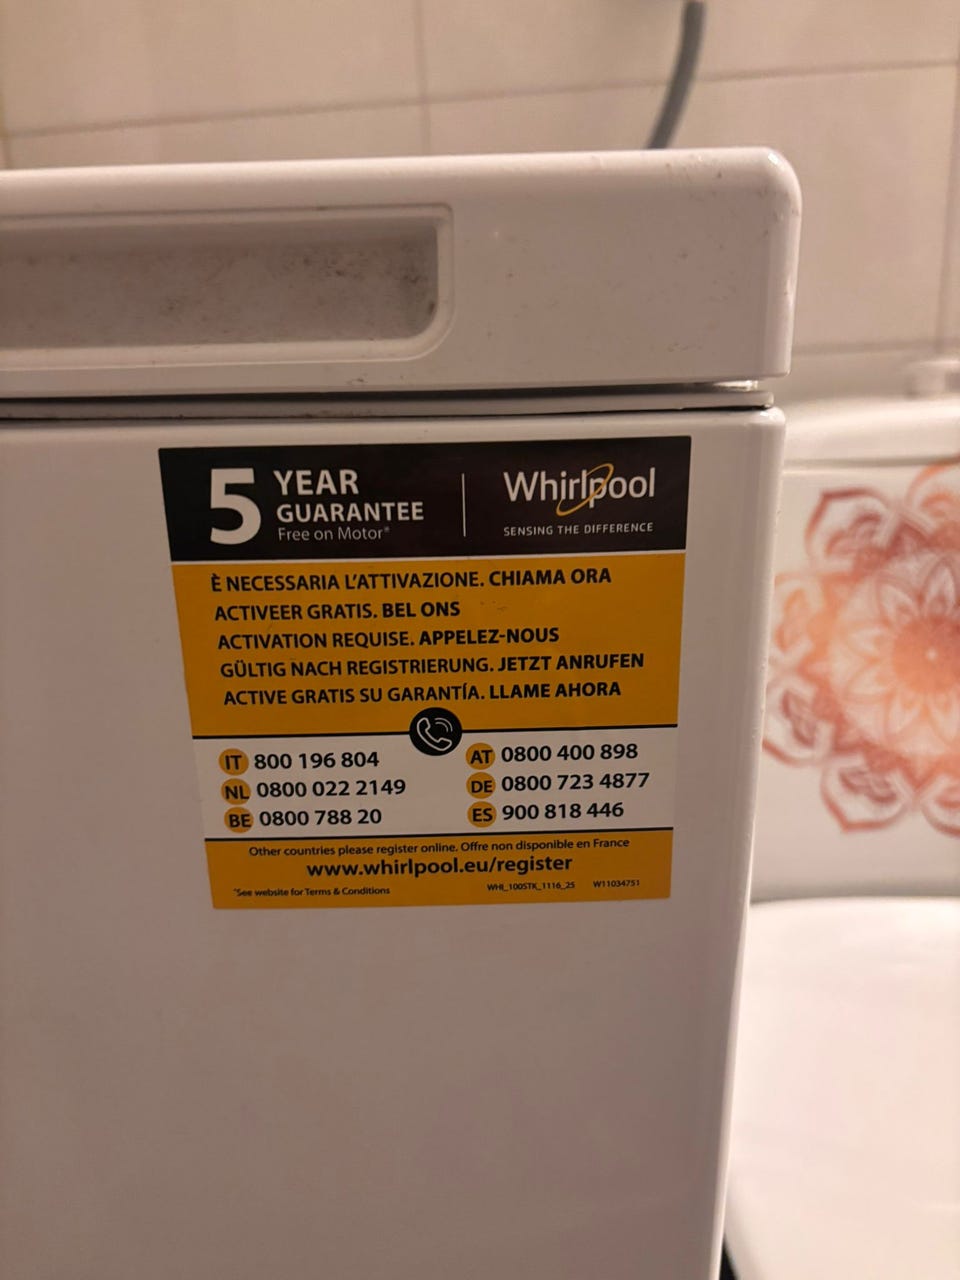 5 YEAR
GUARANTEE
Free on Motor*
Whirlpool
SENSING THE DIFFERENCE
È NECESSARIA L'ATTIVAZIONE. CHIAMA ORA
ACTIVEER GRATIS. BEL ONS
ACTIVATION REQUISE. APPELEZ-NOUS
GÜLTIG NACH REGISTRIERUNG. JETZT ANRUFEN
ACTIVE GRATIS SU GARANTÍA. LLAME AHORA
IT 800 196 804
NL 0800 022 2149
BE 0800 788 20
AT 0800 400 898
DE 0800 723 4877
ES 900 818 446
Other countries please register online. Offre non disponible en France
www.whirlpool.eu/register
*See website for Terms & Conditions
WHI_100STK_1116_25 W11034751